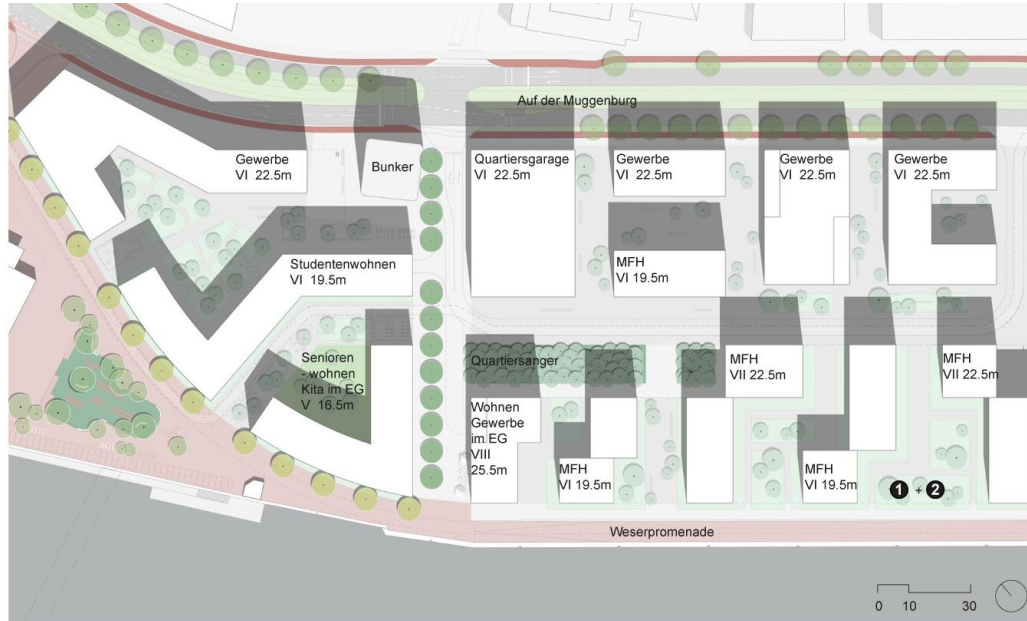 Auf der Muggenburg
Gewerbe
VI 22.5m
Bunker
Quartiersgarage
VI 22.5m
Gewerbe
VI 22.5m
Gewerbe
VI 22.5m
Gewerbe
VI 22.5m
Studentenwohnen
VI 19.5m
MFH
VI 19.5m
Senioren
- wohnen
Kita im EG
V 16.5m
Quartiersanger
MFH
VII 22.5m
MFH
VII 22.5m
Wohnen
Gewerbe
im EG
VIII
25.5m
MFH
VI 19.5m
MFH
VI 19.5m
1 + 2
Weserpromenade
0 10 30